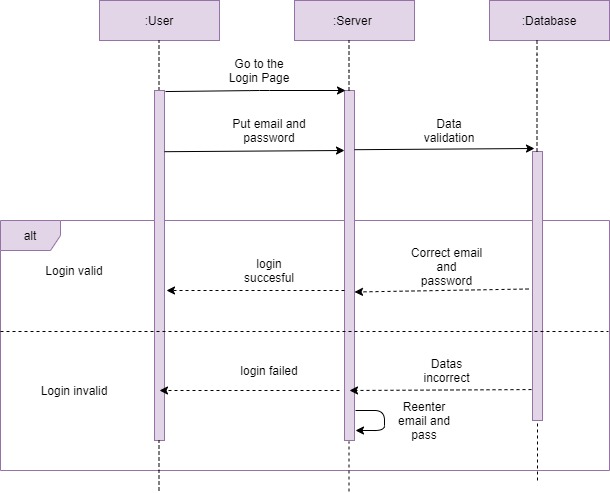 :User
:Server
:Database
Go to the
Login Page
Put email and
password
Data
validation
alt
Login valid
login
succesful
Correct email
and
password
Login invalid
login failed
Datas
incorrect
Reenter
email and
pass